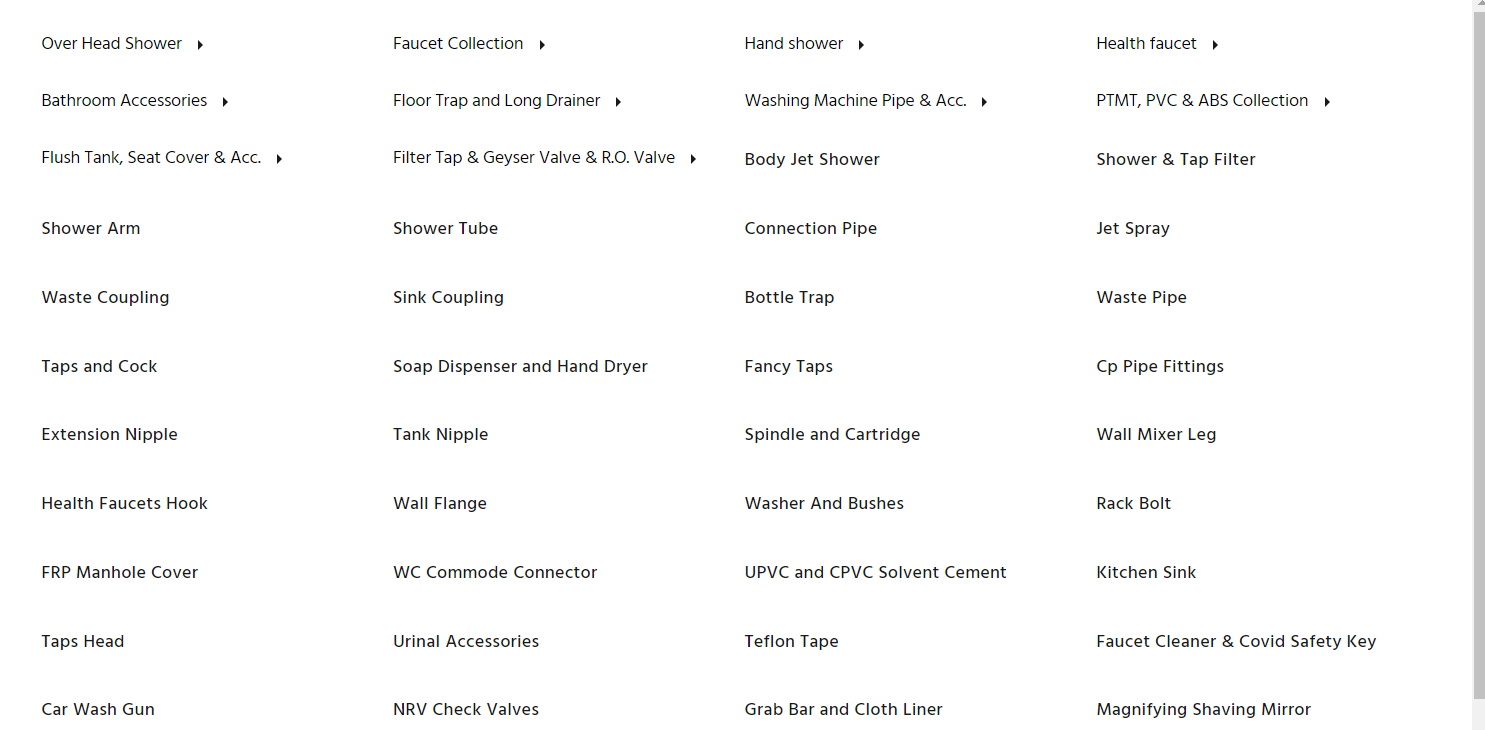 Over Head Shower
Faucet Collection
Hand shower
Health faucet
Bathroom Accessories
Floor Trap and Long Drainer
Washing Machine Pipe & Acc.
PTMT, PVC & ABS Collection
Flush Tank, Seat Cover & Acc.
Filter Tap & Geyser Valve & R.O. Valve
Body Jet Shower
Shower & Tap Filter
Shower Arm
Shower Tube
Connection Pipe
Jet Spray
Waste Coupling
Sink Coupling
Bottle Trap
Waste Pipe
Taps and Cock
Soap Dispenser and Hand Dryer
Fancy Taps
Cp Pipe Fittings
Extension Nipple
Tank Nipple
Spindle and Cartridge
Wall Mixer Leg
Health Faucets Hook
Wall Flange
Washer And Bushes
Rack Bolt
FRP Manhole Cover
WC Commode Connector
UPVC and CPVC Solvent Cement
Kitchen Sink
Taps Head
Urinal Accessories
Teflon Tape
Faucet Cleaner & Covid Safety Key
Car Wash Gun
NRV Check Valves
Grab Bar and Cloth Liner
Magnifying Shaving Mirror